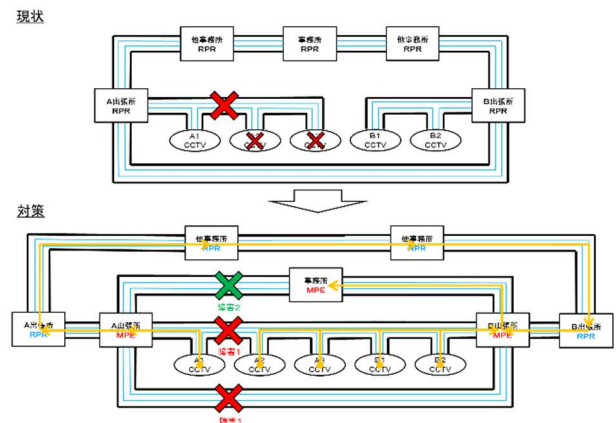 現状
他事務所
RPR
事務所
RPR
他事務所
RPR
A出張所
RPR
B出張所
RPR
A1
CCTV
CCTV
CCTV
B1
CCTV
B2
CCTV
対策
他事務所
RPR
他事務所
RPR
事務所
MPE
障害2
A出張所
RPR
A出張所
MPE
障害1
B出張所
MPE
B出張所
RPR
A1
CCTV
A2
CCTV
A3
CCTV
B1
CCTV
B2
CCTV
障害1